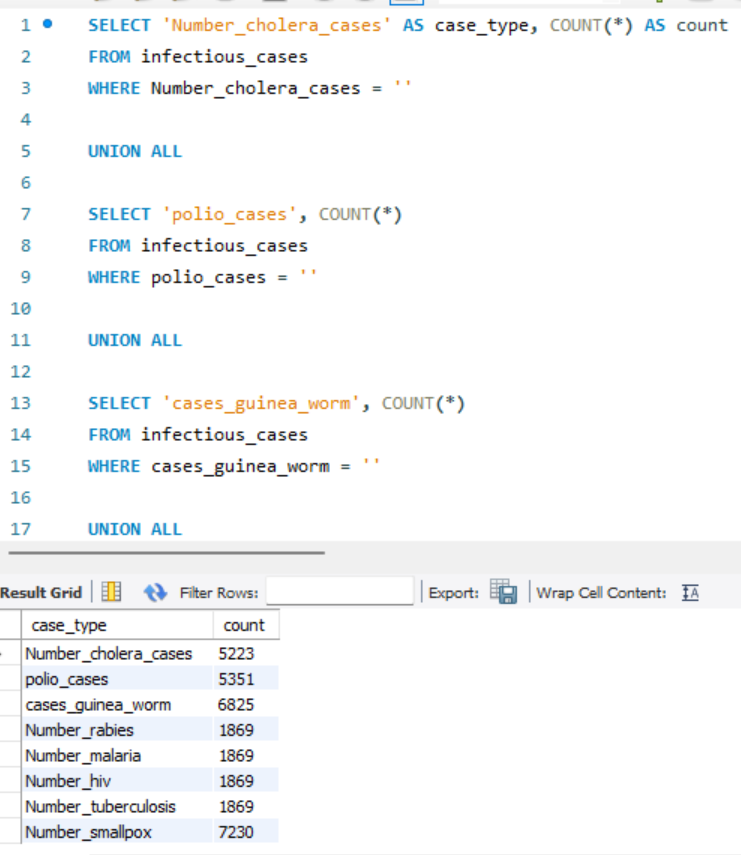 1 SELECT 'Number_cholera_cases' AS case_type, COUNT(*) AS count
2 FROM infectious_cases
3 WHERE Number_cholera_cases = ''
4
5 UNION ALL
6
7 SELECT 'polio_cases', COUNT(*)
8 FROM infectious_cases
9 WHERE polio_cases = ''
10
11 UNION ALL
12
13 SELECT 'cases_guinea_worm', COUNT(*)
14 FROM infectious_cases
15 WHERE cases_guinea_worm = ''
16
17 UNION ALL
Result Grid Filter Rows: Export: Wrap Cell Content: IA
case_type count
Number_cholera_cases 5223
polio_cases 5351
cases_guinea_worm 6825
Number_rabies 1869
Number_malaria 1869
Number_hiv 1869
Number_tuberculosis 1869
Number_smallpox 7230